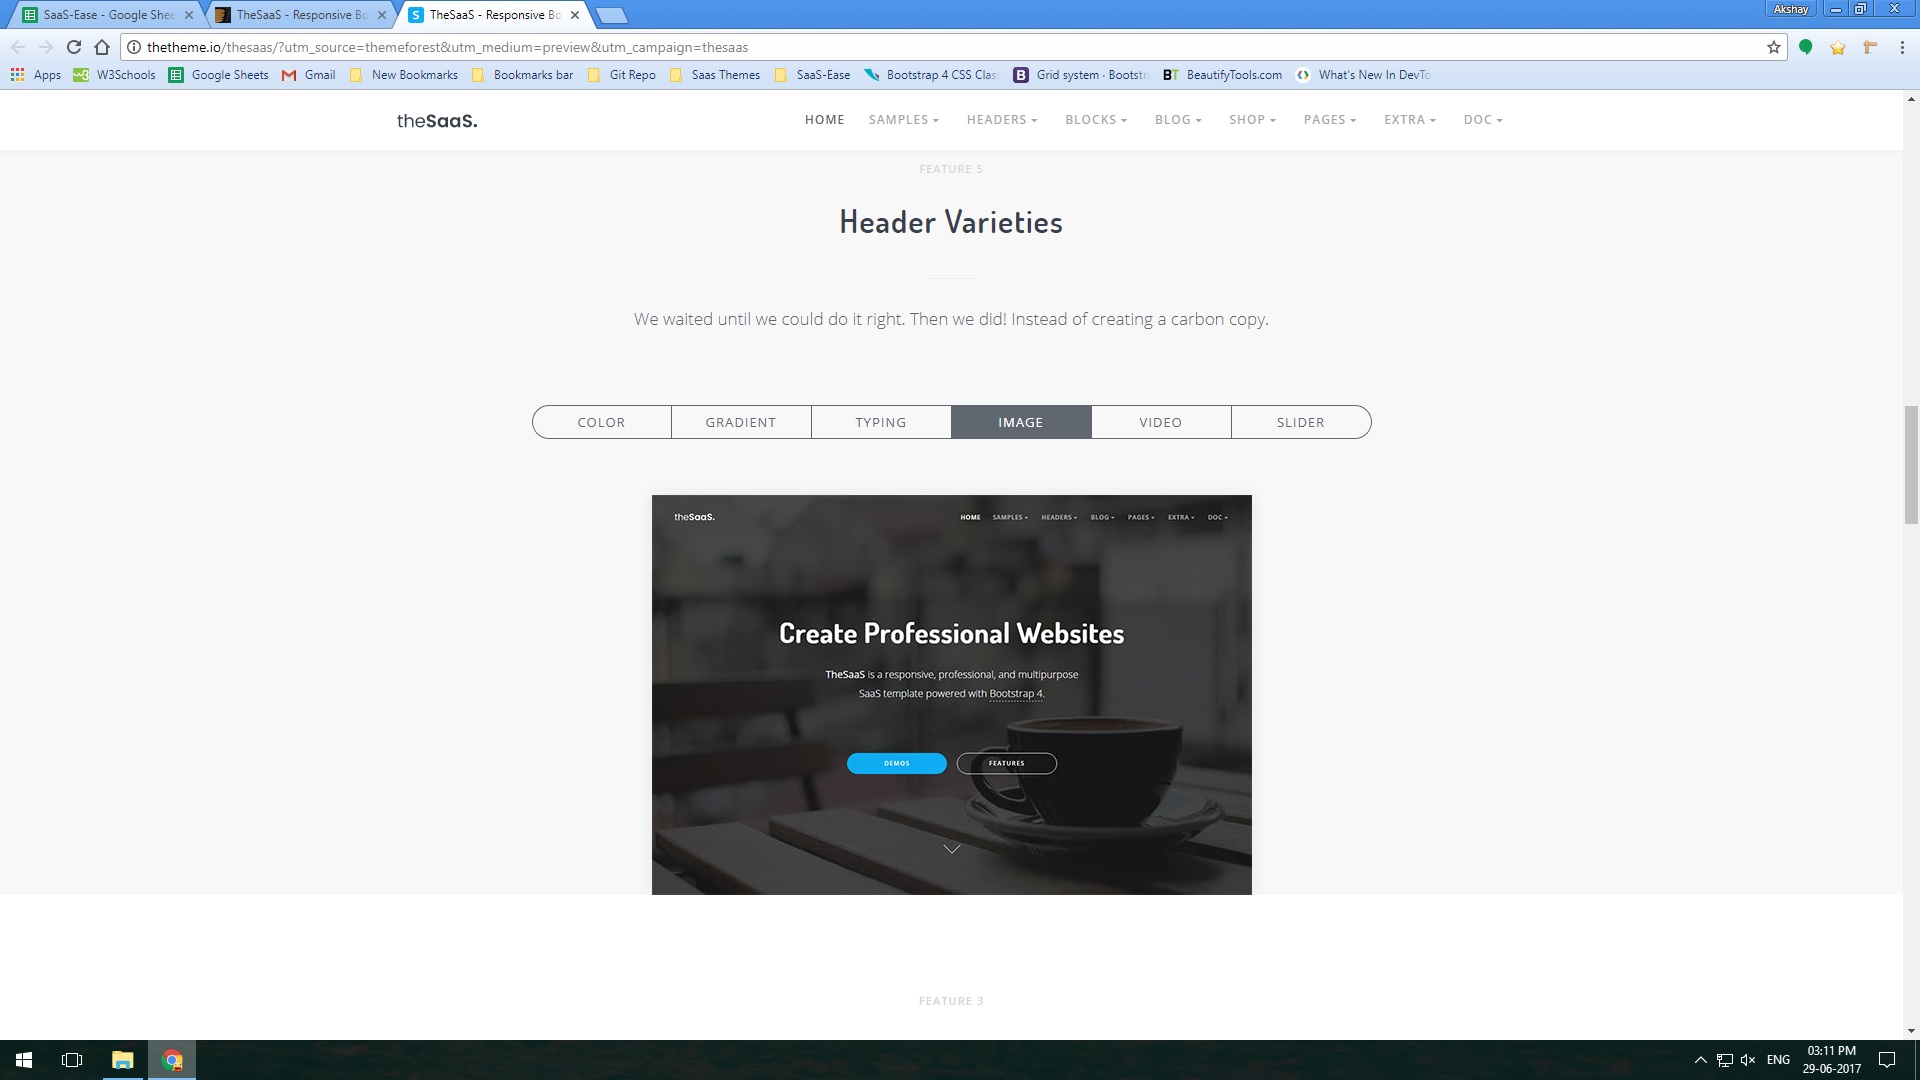 SaaS-Ease - Google Shee
TheSaaS - Responsive Bo
TheSaaS - Responsive Bo
Akshay
thetheme.io/thesaas/?utm_source=themeforest&utm_medium=preview&utm_campaign=thesaas
Apps W3Schools Google Sheets Gmail New Bookmarks Bookmarks bar Git Repo Saas Themes SaaS-Ease Bootstrap 4 CSS Clas Grid system · Bootstr BT BeautifyTools.com What's New In DevTo
theSaaS. HOME SAMPLES HEADERS BLOCKS BLOG SHOP PAGES EXTRA DOC
FEATURE 5
Header Varieties
We waited until we could do it right. Then we did! Instead of creating a carbon copy.
COLOR GRADIENT TYPING IMAGE VIDEO SLIDER
theSaaS. HOME SAMPLES HEADERS BLOG PAGES EXTRA DOC
Create Professional Websites
TheSaaS is a responsive, professional, and multipurpose
SaaS template powered with Bootstrap 4.
DEMOS FEATURES
FEATURE 3
ENG
03:11 PM
29-06-2017